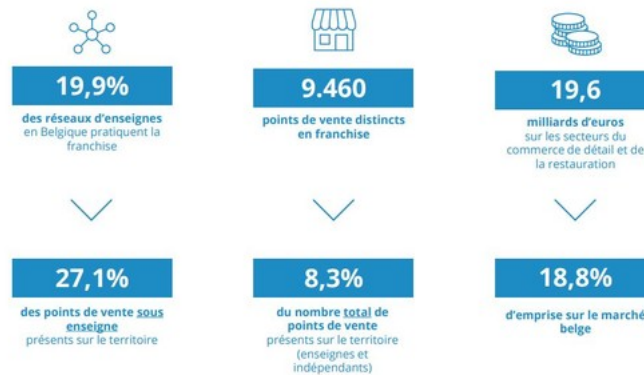 19,9%
des réseaux d'enseignes
en Belgique pratiquent la
franchise
27,1%
des points de vente sous
enseigne
présents sur le territoire
9.460
points de vente distincts
en franchise
8,3%
du nombre total de
points de vente
présents sur le territoire
(enseignes et
indépendants)
19,6
milliards d'euros
sur les secteurs du
commerce de détail et de
la restauration
18,8%
d'emprise sur le marché
belge